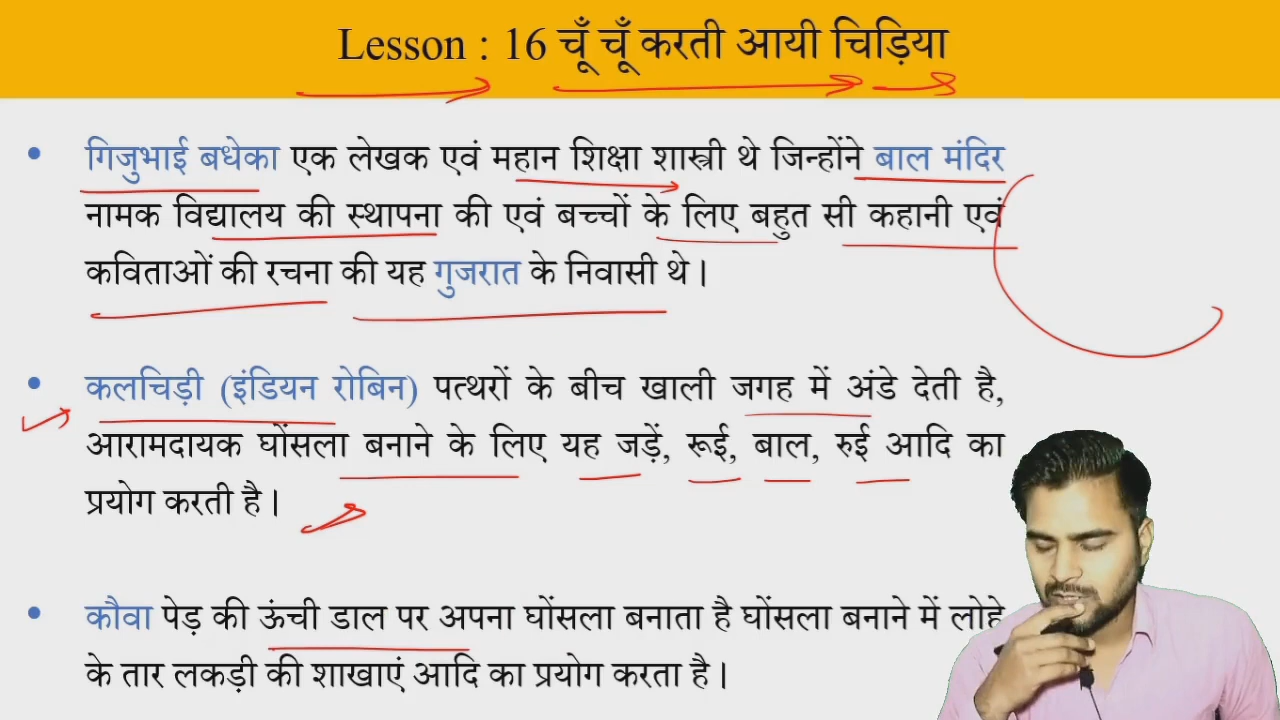 Lesson : 16 चूँ चूँ करती आयी चिड़िया
• गिजुभाई बधेका एक लेखक एवं महान शिक्षा शास्त्री थे जिन्होंने बाल मंदिर
नामक विद्यालय की स्थापना की एवं बच्चों के लिए बहुत सी कहानी एवं
कविताओं की रचना की यह गुजरात के निवासी थे।
• कलचिड़ी (इंडियन रोबिन) पत्थरों के बीच खाली जगह में अंडे देती है,
आरामदायक घोंसला बनाने के लिए यह जड़ें, रूई, बाल, रुई आदि का
प्रयोग करती है।
• कौवा पेड़ की ऊंची डाल पर अपना घोंसला बनाता है घोंसला बनाने में लोहे
के तार लकड़ी की शाखाएं आदि का प्रयोग करता है।